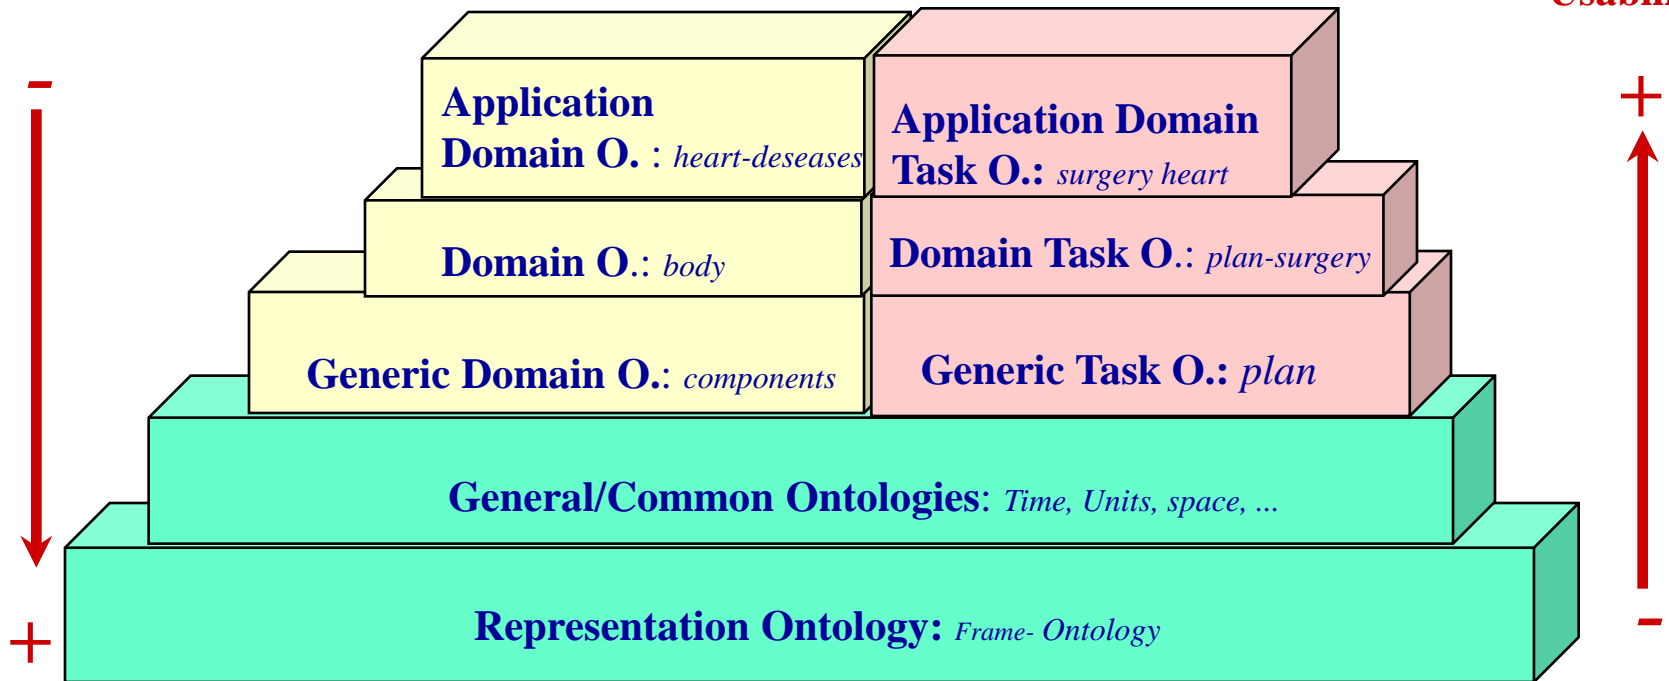 -
+
Application
Domain O. : heart-deseases
Application Domain
Task O.: surgery heart
Domain O.: body
Domain Task O.: plan-surgery
Generic Domain O.: components
Generic Task O.: plan
General/Common Ontologies: Time, Units, space, ...
Representation Ontology: Frame- Ontology
+
-